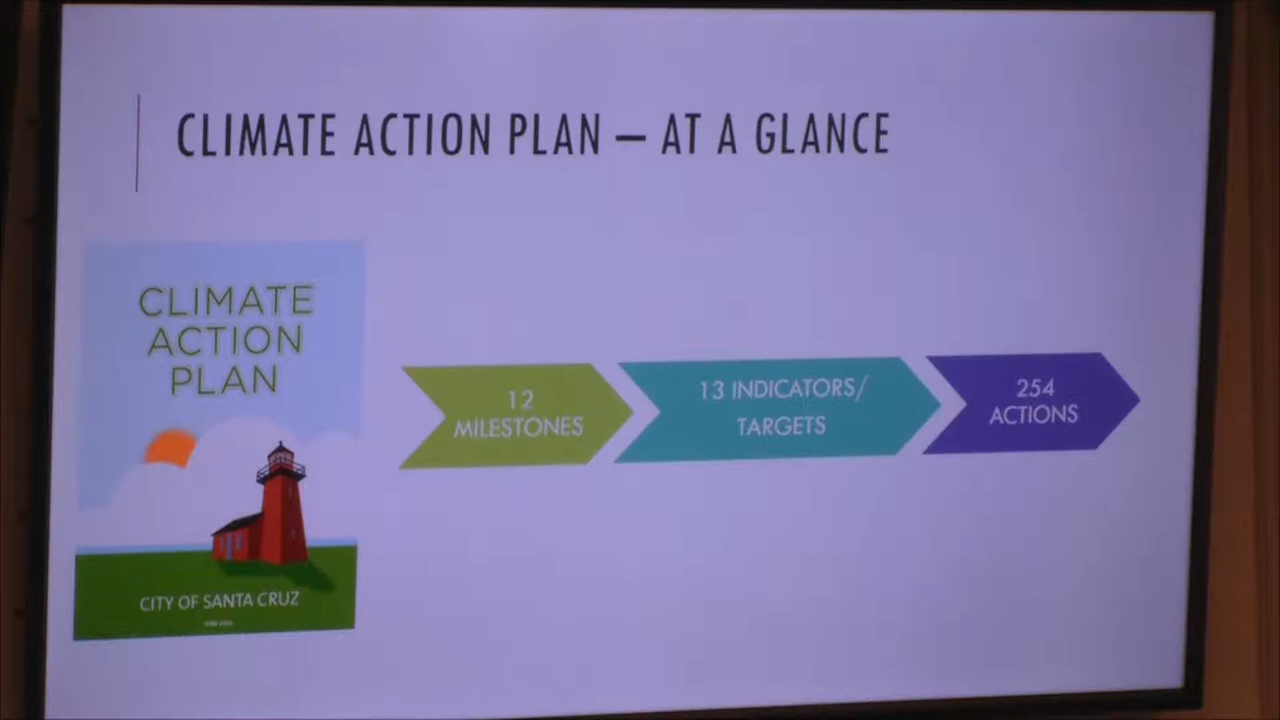 CLIMATE ACTION PLAN – AT A GLANCE
CLIMATE
ACTION
PLAN
CITY OF SANTA CRUZ
12
MILESTONES
13 INDICATORS/
TARGETS
254
ACTIONS